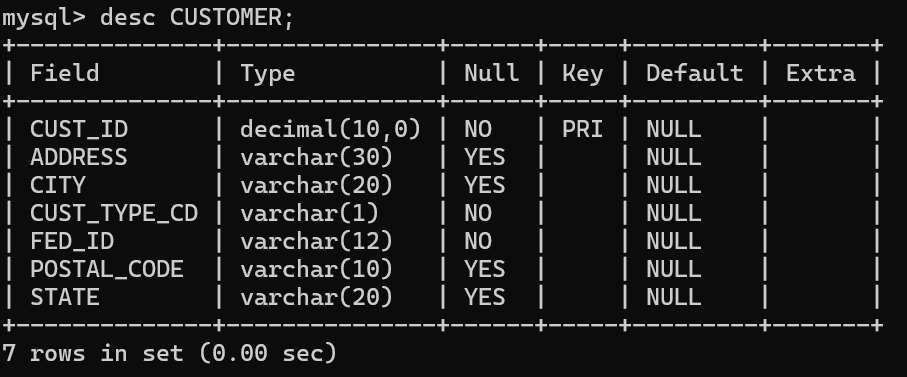 mysql> desc CUSTOMER;
+--------------+---------------+------+-----+---------+-------+
| Field        | Type          | Null | Key | Default | Extra |
+--------------+---------------+------+-----+---------+-------+
| CUST_ID      | decimal(10,0) | NO   | PRI | NULL    |       |
| ADDRESS      | varchar(30)   | YES  |     | NULL    |       |
| CITY         | varchar(20)   | YES  |     | NULL    |       |
| CUST_TYPE_CD | varchar(1)    | NO   |     | NULL    |       |
| FED_ID       | varchar(12)   | NO   |     | NULL    |       |
| POSTAL_CODE  | varchar(10)   | YES  |     | NULL    |       |
| STATE        | varchar(20)   | YES  |     | NULL    |       |
+--------------+---------------+------+-----+---------+-------+
7 rows in set (0.00 sec)